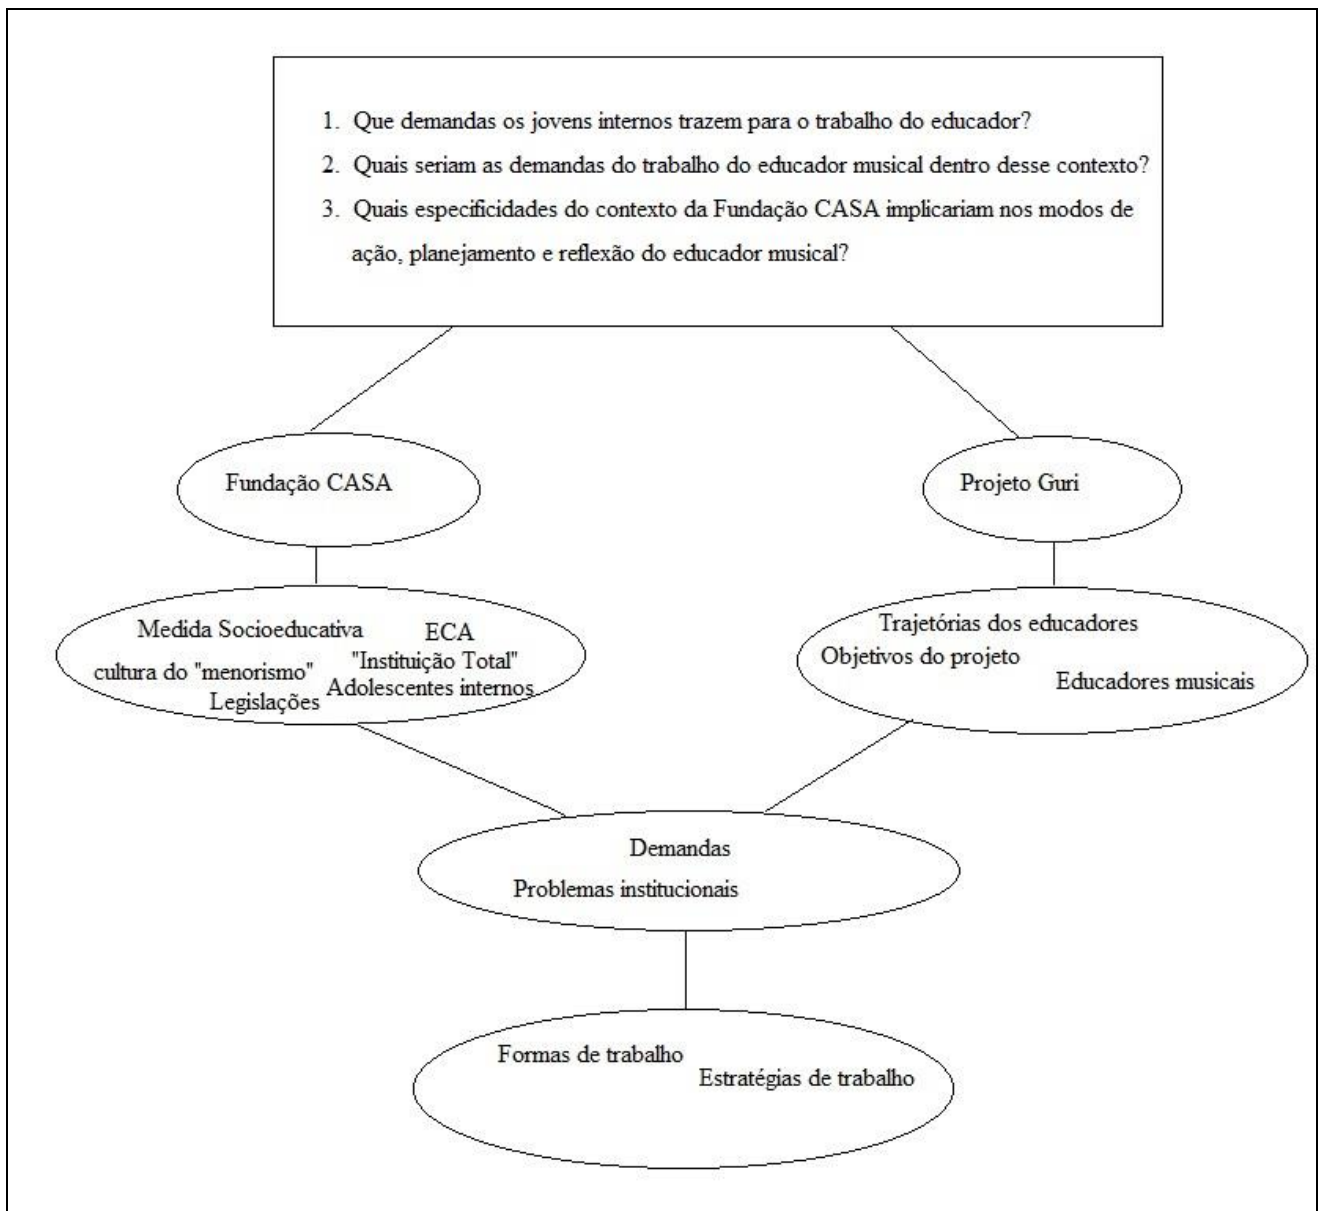 1. Que demandas os jovens internos trazem para o trabalho do educador?
2. Quais seriam as demandas do trabalho do educador musical dentro desse contexto?
3. Quais especificidades do contexto da Fundação CASA implicariam nos modos de
ação, planejamento e reflexão do educador musical?
Fundação CASA
Projeto Guri
Medida Socioeducativa
ECA
"Instituição Total"
cultura do "menorismo"
Adolescentes internos
Legislações
Trajetórias dos educadores
Objetivos do projeto
Educadores musicais
Demandas
Problemas institucionais
Formas de trabalho
Estratégias de trabalho